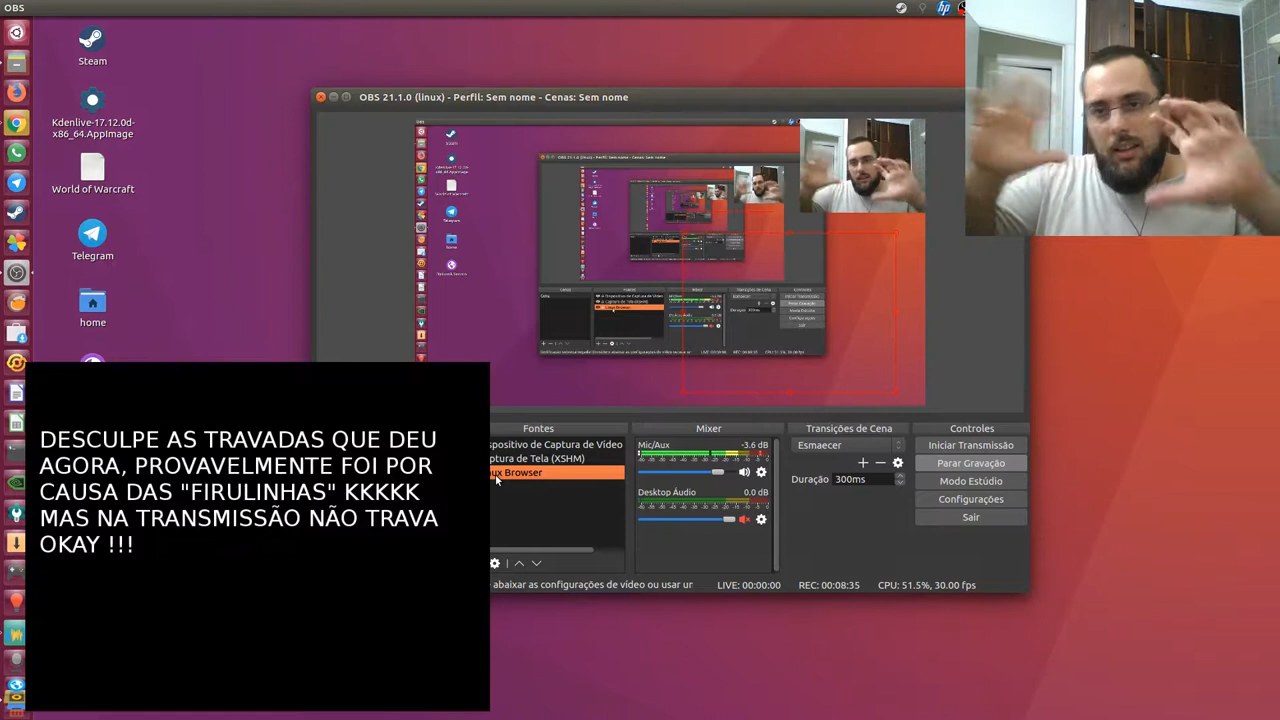 OBS
Steam
Kdenlive-17.12.0d-
x86_64.AppImage
World of Warcraft
Telegram
home
OBS 21.1.0 (linux) - Perfil: Sem nome - Cenas: Sem nome
DESCULPE AS TRAVADAS QUE DEU
AGORA, PROVAVELMENTE FOI POR
CAUSA DAS "FIRULINHAS" KKKKK
MAS NA TRANSMISSÃO NÃO TRAVA
OKAY !!!
Fontes
spositivo de Captura de Vídeo
ptura de Tela (XSHM)
ux Browser
Mixer
Mic/Aux -3.6 dB
Desktop Áudio 0.0 dB
Transições de Cena
Esmaecer
Duração 300ms
Controles
Iniciar Transmissão
Parar Gravação
Modo Estúdio
Configurações
Sair
abaixar as configurações de vídeo ou usar ur
LIVE: 00:00:00
REC: 00:08:35
CPU: 51.5%, 30.00 fps